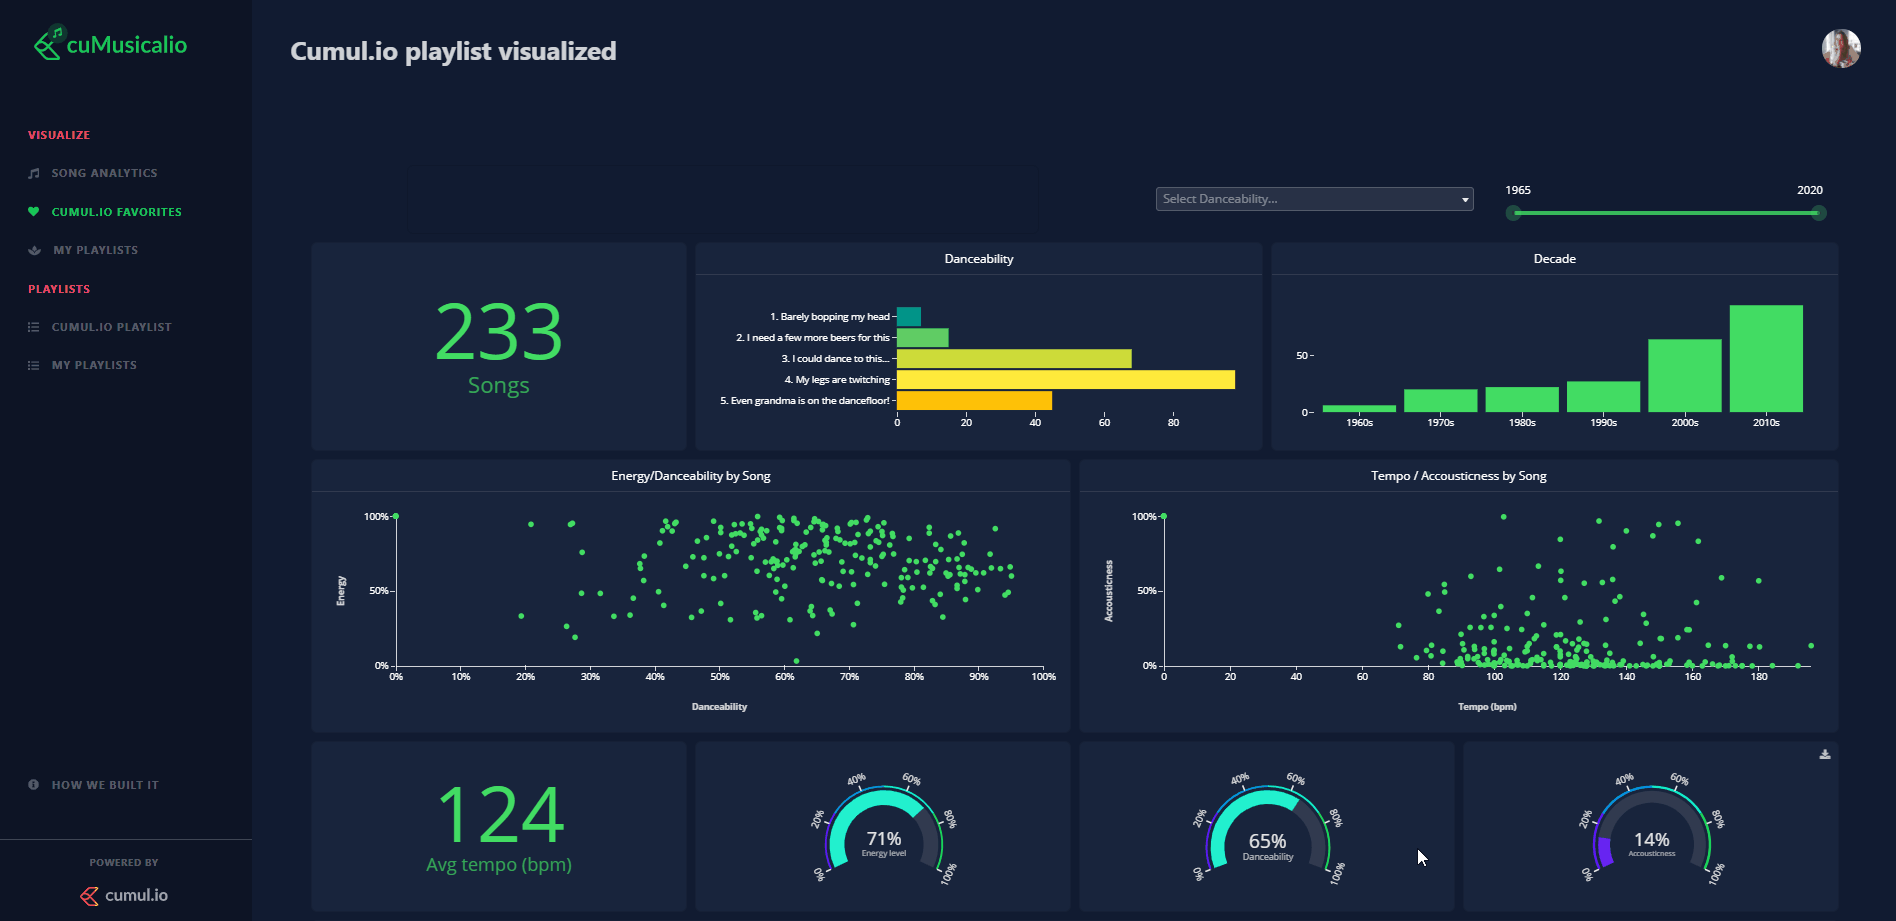 cuMusicalio
Cumul.io playlist visualized
VISUALIZE
SONG ANALYTICS
CUMUL.IO FAVORITES
MY PLAYLISTS
PLAYLISTS
CUMUL.IO PLAYLIST
MY PLAYLISTS
HOW WE BUILT IT
POWERED BY
cumul.io
Select Danceability...
1965 2020
233
Songs
Danceability
1. Barely bopping my head
2. I need a few more beers for this
3. I could dance to this...
4. My legs are twitching
5. Even grandma is on the dancefloor!
0 20 40 60 80
Decade
50
0
1960s 1970s 1980s 1990s 2000s 2010s
Energy/Danceability by Song
100%
50%
0%
Energy
0% 10% 20% 30% 40% 50% 60% 70% 80% 90% 100%
Danceability
Tempo / Accousticness by Song
100%
50%
0%
Accousticness
0 20 40 60 80 100 120 140 160 180
Tempo (bpm)
124
Avg tempo (bpm)
0% 20% 40% 60% 80% 100%
71%
Energy level
0% 20% 40% 60% 80% 100%
65%
Danceability
0% 20% 40% 60% 80% 100%
14%
Accousticness